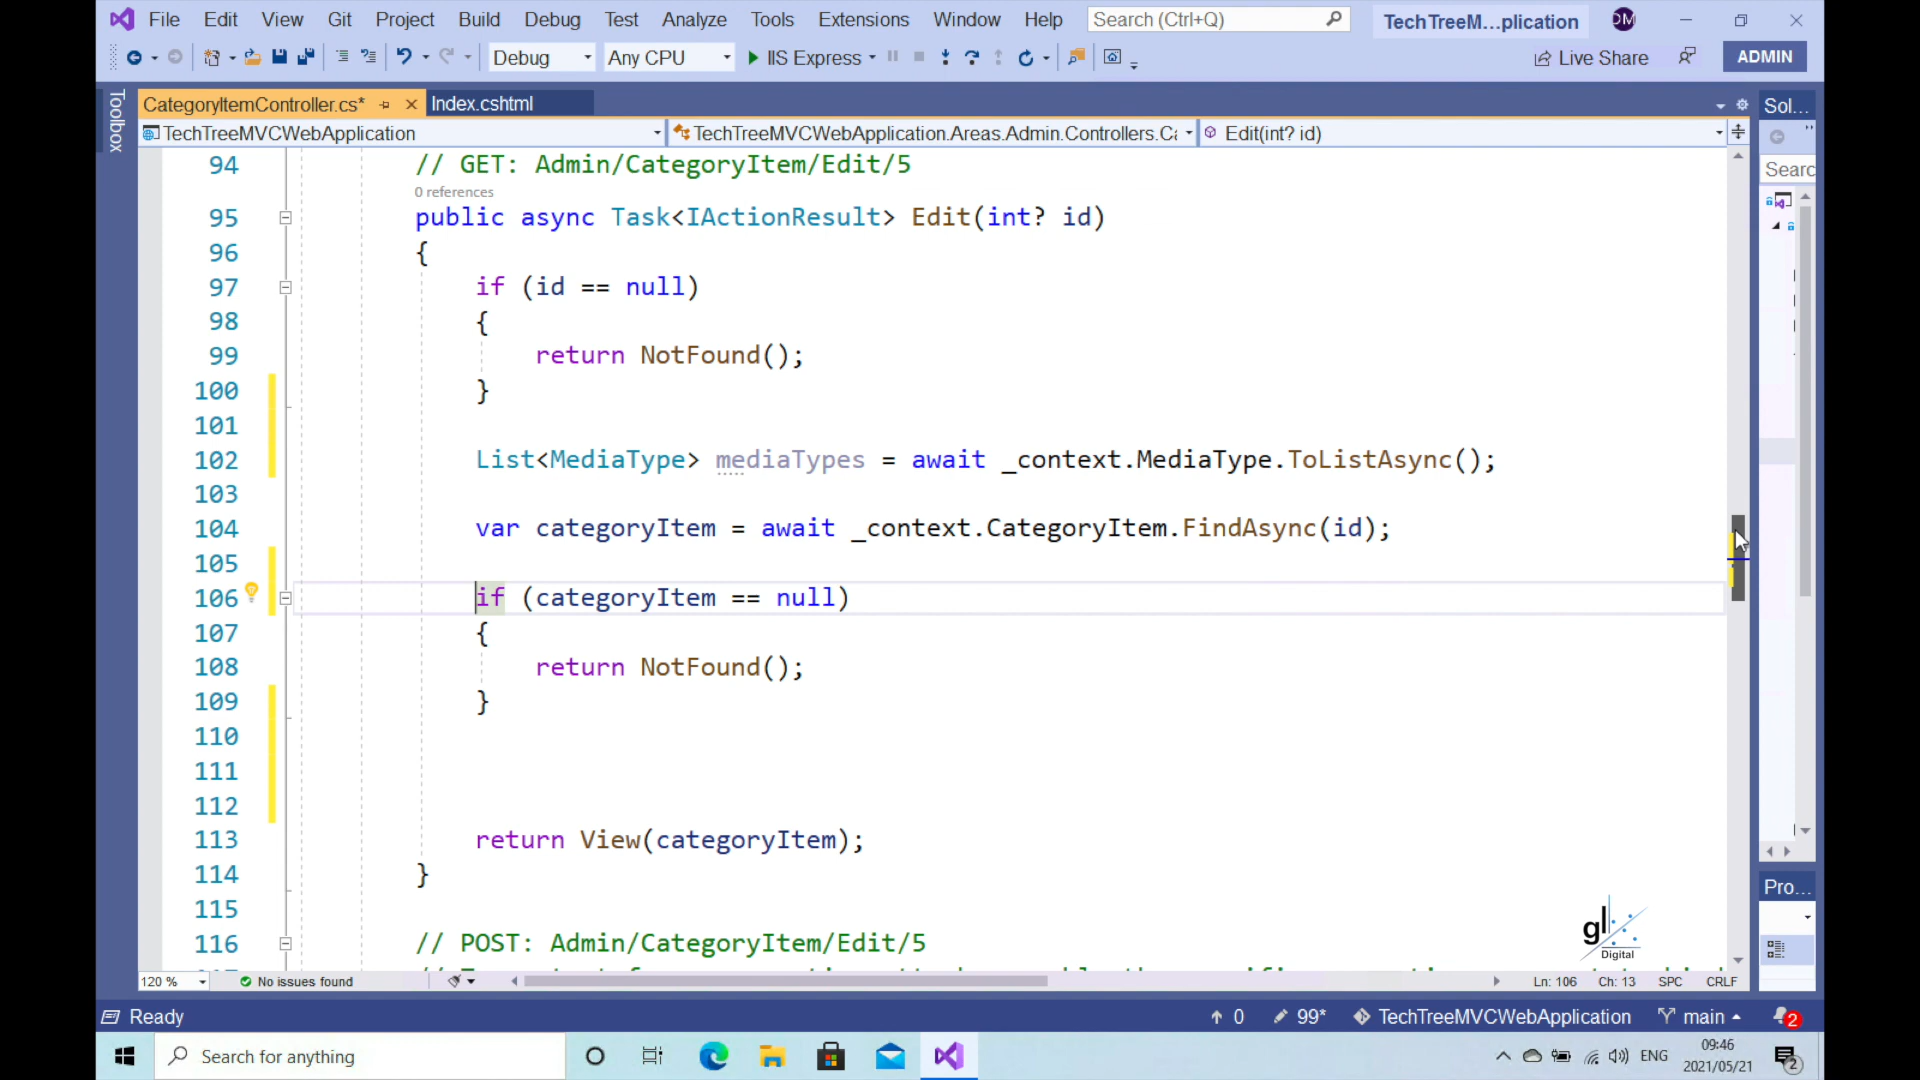 File Edit View Git Project Build Debug Test Analyze Tools Extensions Window Help Search (Ctrl+Q) TechTreeM...plication DM
Debug Any CPU IIS Express Live Share ADMIN
Toolbox
CategoryItemController.cs* Index.cshtml Sol...
TechTreeMVCWebApplication TechTreeMVCWebApplication.Areas.Admin.Controllers.Ca Edit(int? id)
Searc
94 // GET: Admin/CategoryItem/Edit/5
0 references
95 public async Task<IActionResult> Edit(int? id)
96 {
97 if (id == null)
98 {
99 return NotFound();
100 }
101
102 List<MediaType> mediaTypes = await _context.MediaType.ToListAsync();
103
104 var categoryItem = await _context.CategoryItem.FindAsync(id);
105
106 if (categoryItem == null)
107 {
108 return NotFound();
109 }
110
111
112
113 return View(categoryItem);
114 }
115
116 // POST: Admin/CategoryItem/Edit/5
Pro...
gl
Digital
120 % No issues found Ln: 106 Ch: 13 SPC CRLF
Ready 0 99* TechTreeMVCWebApplication main 2
Search for anything ENG 09:46
2021/05/21 2